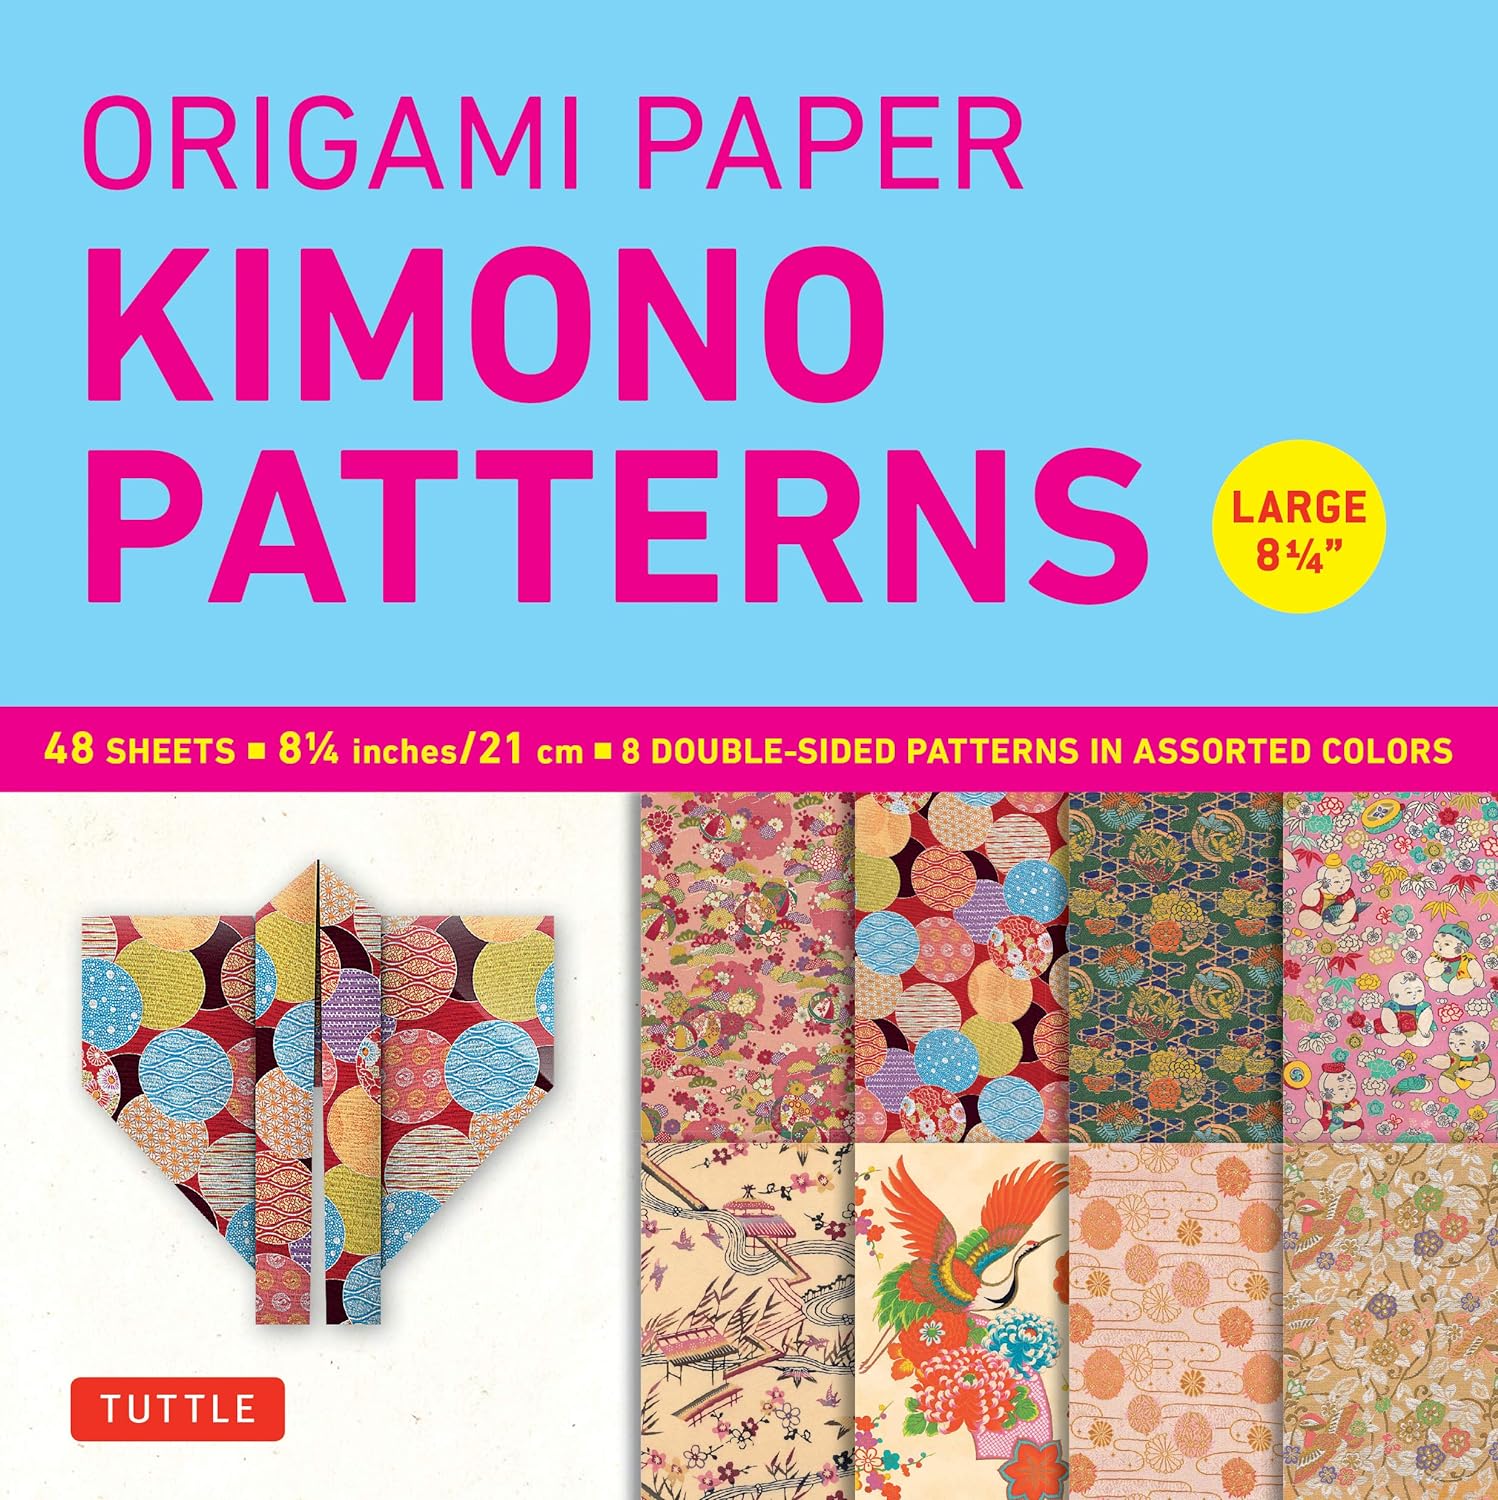 ORIGAMI PAPER
KIMONO
PATTERNS
LARGE
8 ¼”
48 SHEETS ■ 8¼ inches/21 cm ■ 8 DOUBLE-SIDED PATTERNS IN ASSORTED COLORS
TUTTLE